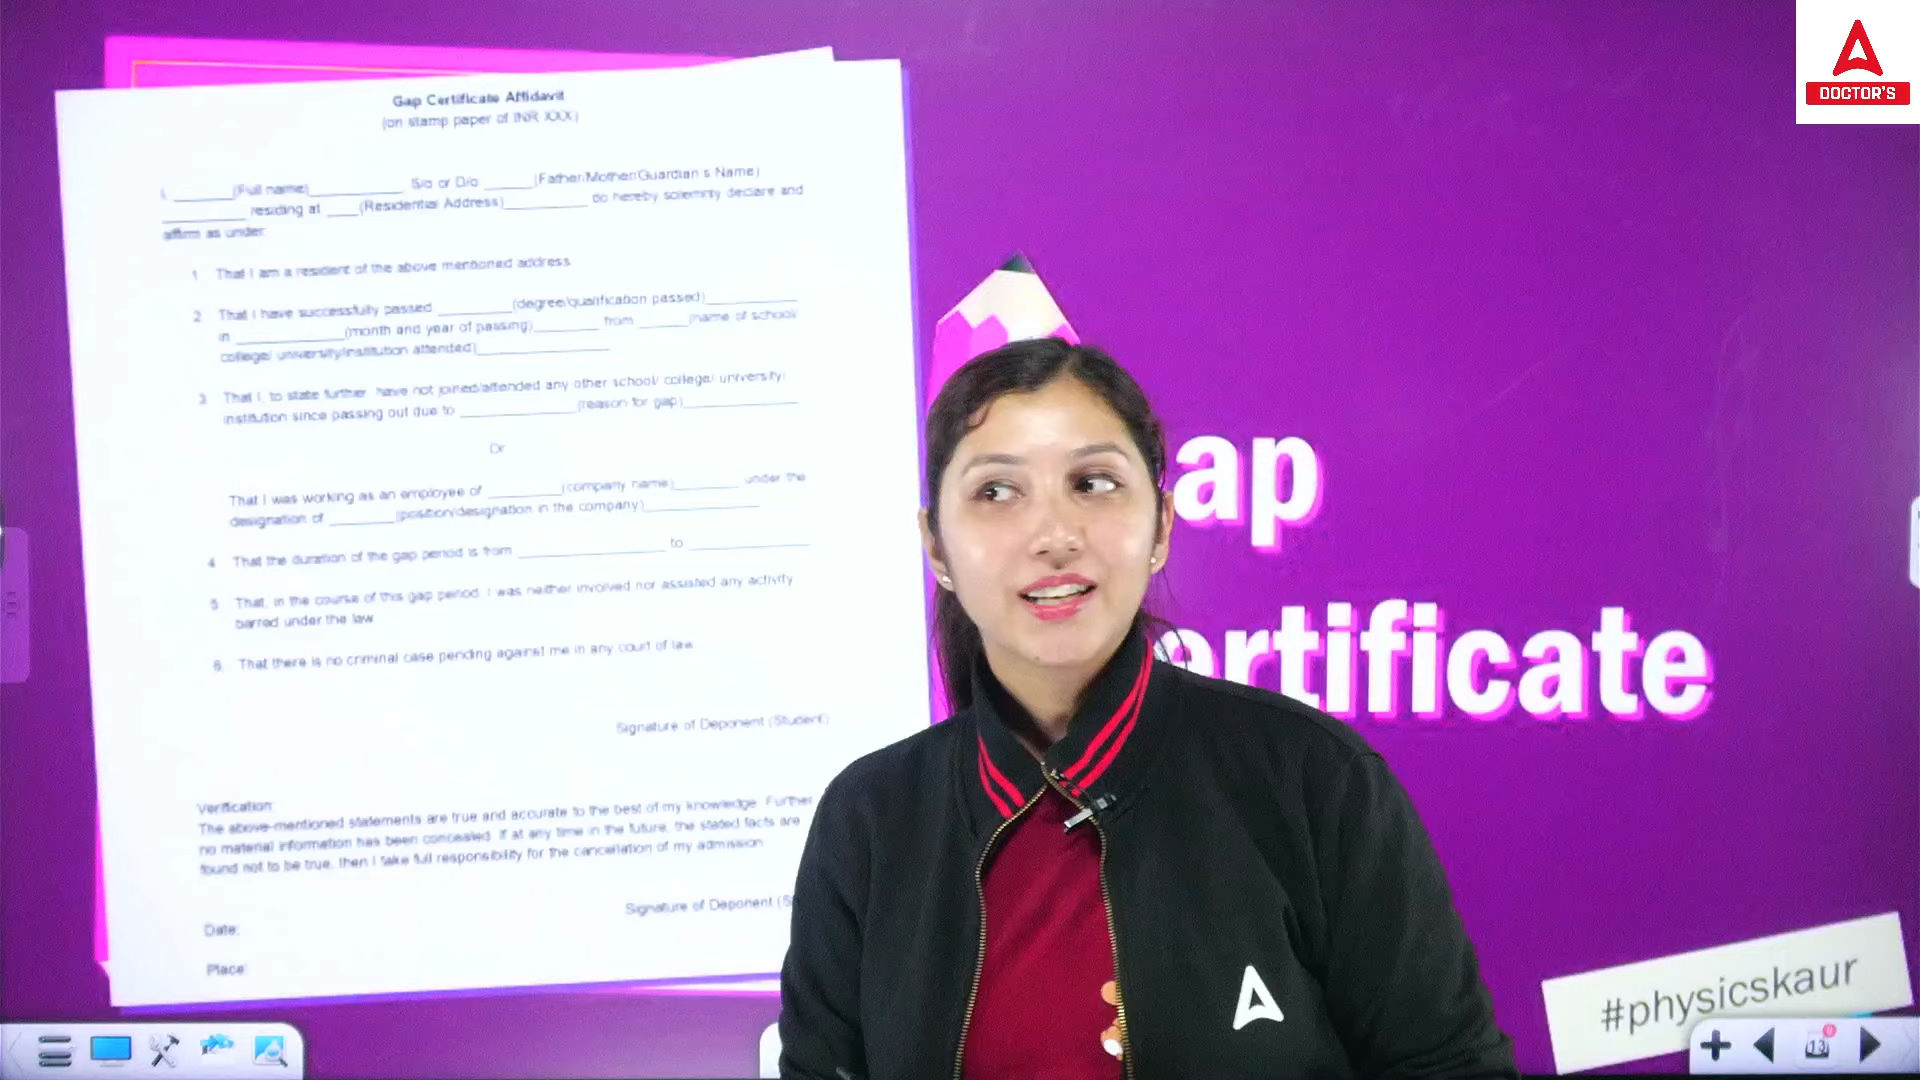 DOCTOR'S
Gap Certificate Affidavit
(on stamp paper of INR XXX)
I, ________(Full name)____________ S/o or D/o ______(Father/Mother/Guardian's Name)
___________ residing at ____(Residential Address)___________ do hereby solemnly declare and
affirm as under:
1. That I am a resident of the above mentioned address.
2. That I have successfully passed __________(degree/qualification passed)____________
in ______________(month and year of passing)________ from ______(name of school/
college/ university/institution attended)_________________
3. That I, to state further, have not joined/attended any other school/ college/ university/
institution since passing out due to _______________(reason for gap)_______________
Or
That I was working as an employee of _________(company name)________ under the
designation of ________(position/designation in the company)______________
4. That the duration of the gap period is from ___________________ to ________________
5. That, in the course of this gap period, I was neither involved nor assisted any activity
barred under the law.
6. That there is no criminal case pending against me in any court of law.
Signature of Deponent (Student)
Verification:
The above-mentioned statements are true and accurate to the best of my knowledge. Further
no material information has been concealed. If at any time in the future, the stated facts are
found not to be true, then I take full responsibility for the cancellation of my admission.
Signature of Deponent (S
Date:
Place:
ap
ertificate
#physicskaur
13